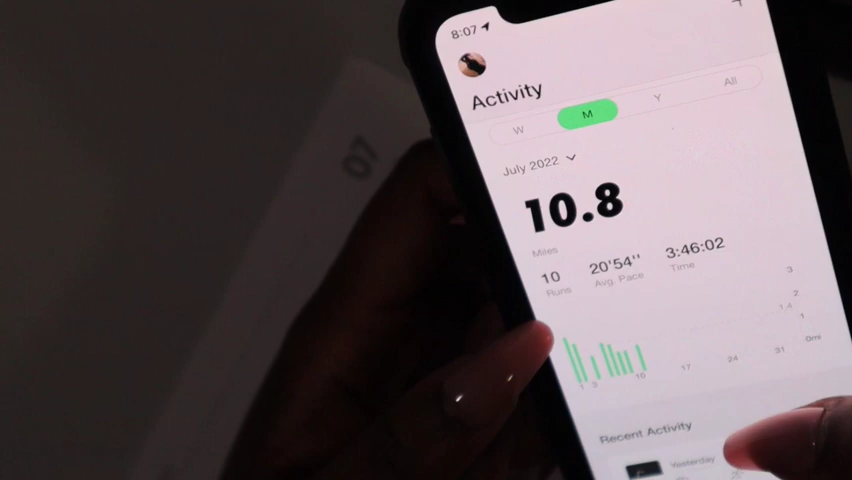 8:07
Activity
W M Y All
July 2022
10.8
Miles
10 20'54" 3:46:02
Runs Avg. Pace Time
3
2
1.4
1
0mi
1 3 10 17 24 31
Recent Activity
Yesterday
07